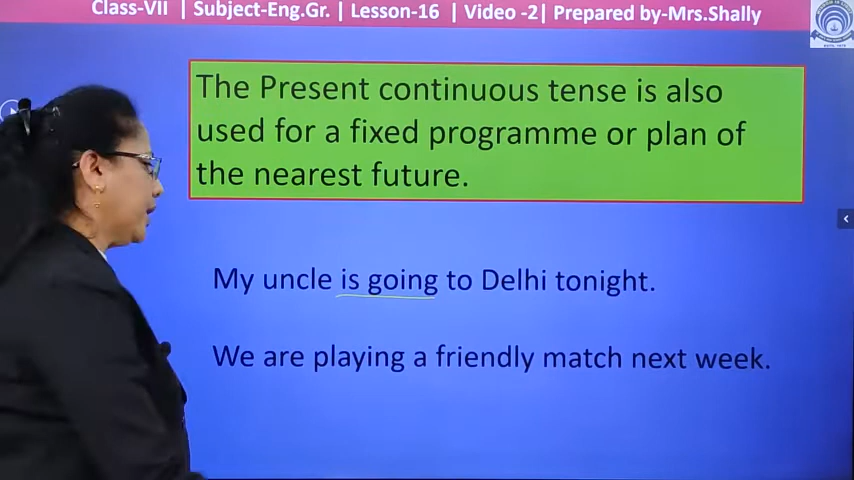 Class-VII | Subject-Eng.Gr. | Lesson-16 | Video -2| Prepared by-Mrs.Shally
The Present continuous tense is also
used for a fixed programme or plan of
the nearest future.
My uncle is going to Delhi tonight.
We are playing a friendly match next week.